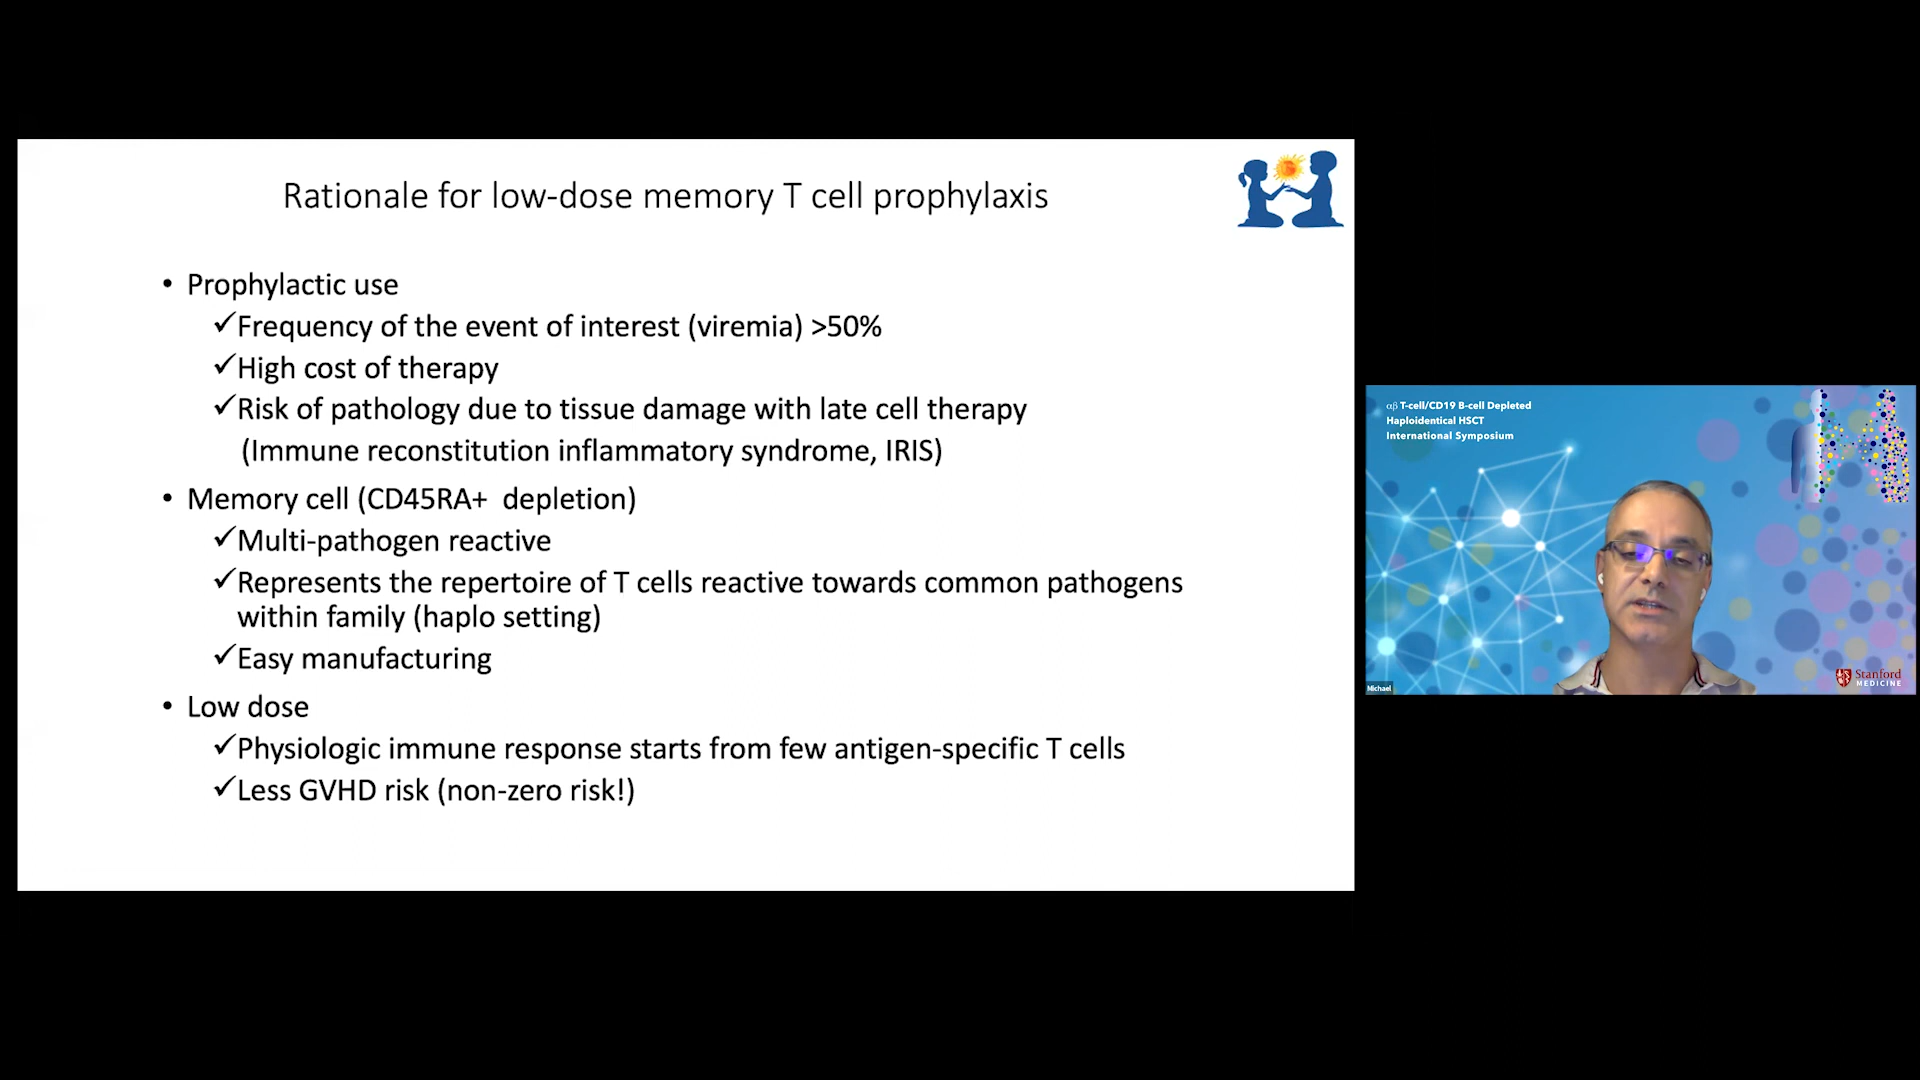 Rationale for low-dose memory T cell prophylaxis
• Prophylactic use
✓Frequency of the event of interest (viremia) >50%
✓High cost of therapy
✓Risk of pathology due to tissue damage with late cell therapy
(Immune reconstitution inflammatory syndrome, IRIS)
• Memory cell (CD45RA+ depletion)
✓Multi-pathogen reactive
✓Represents the repertoire of T cells reactive towards common pathogens
within family (haplo setting)
✓Easy manufacturing
• Low dose
✓Physiologic immune response starts from few antigen-specific T cells
✓Less GVHD risk (non-zero risk!)
αβ T-cell/CD19 B-cell Depleted
Haploidentical HSCT
International Symposium
Stanford
MEDICINE
Michael